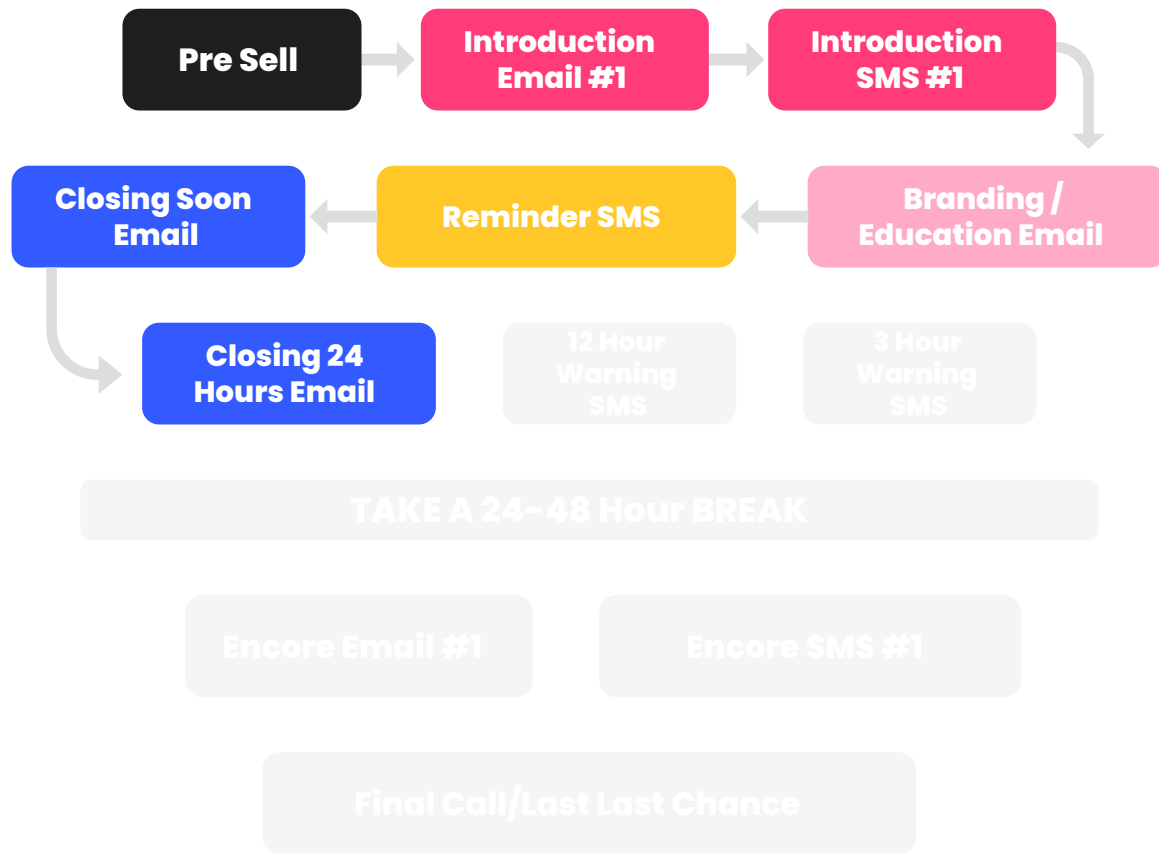 Pre Sell
Introduction
Email #1
Introduction
SMS #1
Branding /
Education Email
Reminder SMS
Closing Soon
Email
Closing 24
Hours Email
12 Hour
Warning
SMS
3 Hour
Warning
SMS
TAKE A 24-48 Hour BREAK
Encore Email #1
Encore SMS #1
Final Call/Last Last Chance